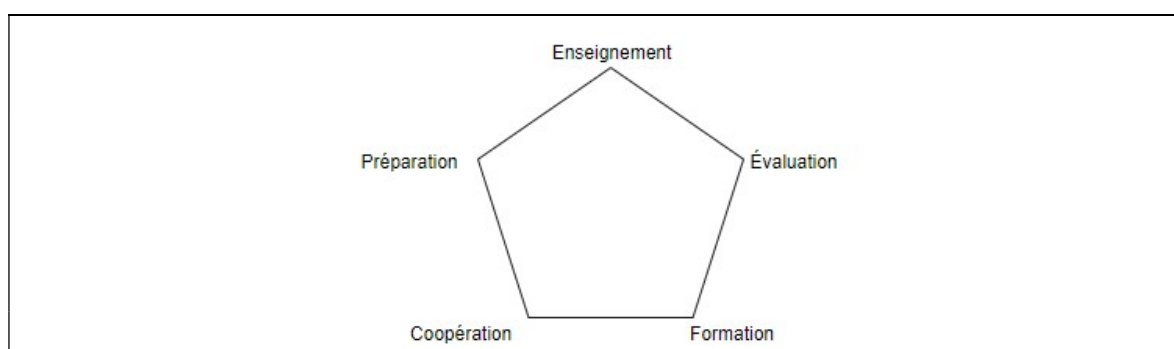 Enseignement
Préparation
Évaluation
Coopération
Formation